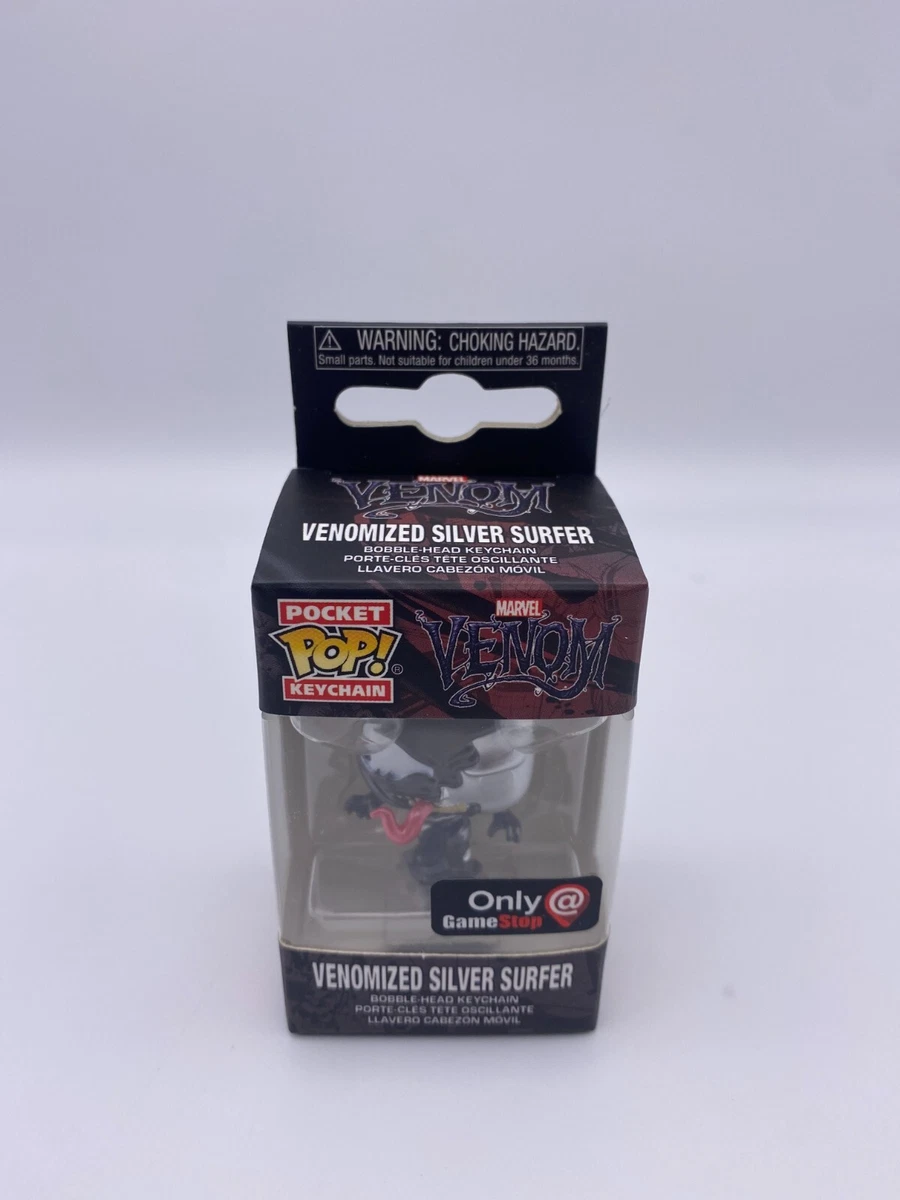 ⚠ WARNING: CHOKING HAZARD.
Small parts. Not suitable for children under 36 months.
MARVEL
VENOM
VENOMIZED SILVER SURFER
BOBBLE-HEAD KEYCHAIN
PORTE-CLÉS TÊTE OSCILLANTE
LLAVERO CABEZÓN MÓVIL
POCKET
POP!®
KEYCHAIN
MARVEL
VENOM
Only @
GameStop
VENOMIZED SILVER SURFER
BOBBLE-HEAD KEYCHAIN
PORTE-CLÉS TÊTE OSCILLANTE
LLAVERO CABEZÓN MÓVIL